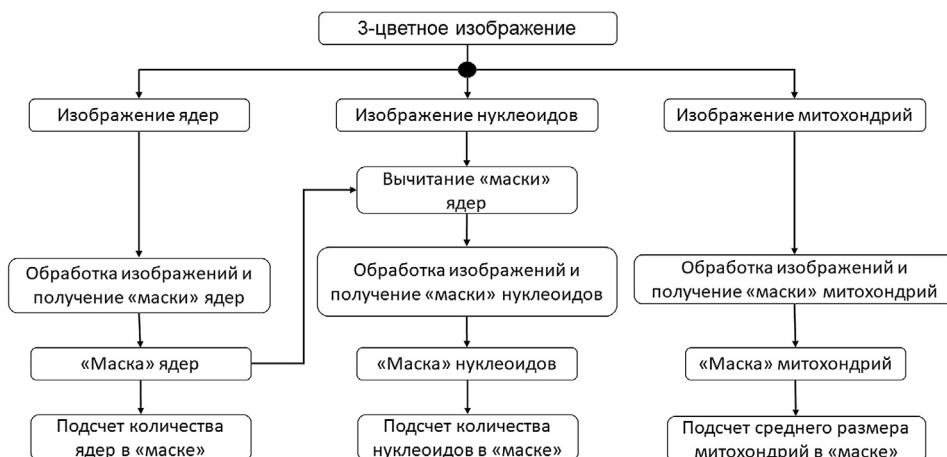 3-цветное изображение
Изображение ядер
Изображение нуклеоидов
Изображение митохондрий
Вычитание «маски»
ядер
Обработка изображений и
получение «маски» ядер
Обработка изображений и
получение «маски» нуклеоидов
Обработка изображений и
получение «маски» митохондрий
«Маска» ядер
«Маска» нуклеоидов
«Маска» митохондрий
Подсчет количества
ядер в «маске»
Подсчет количества
нуклеоидов в «маске»
Подсчет среднего размера
митохондрий в «маске»